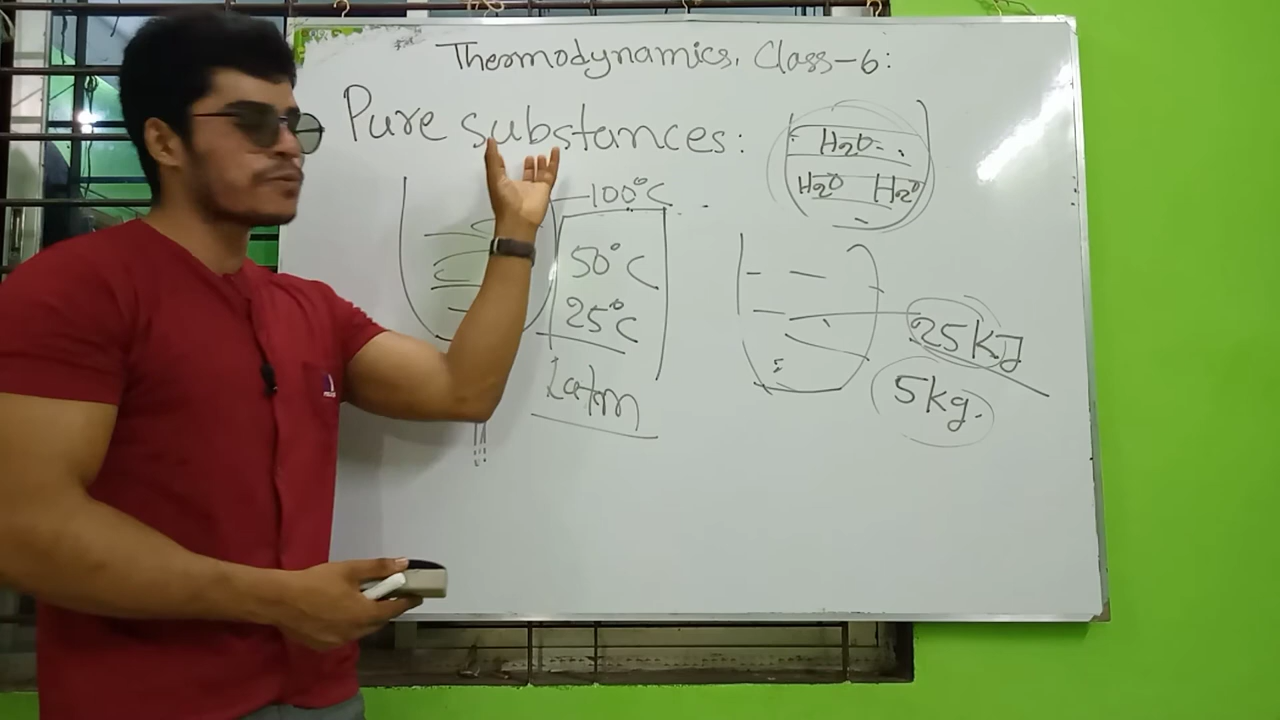 Thermodynamics. Class-6:
Pure substances:
H2O
H2O H2O
100°C
50°C
25°C
1atm
25KJ
5kg.